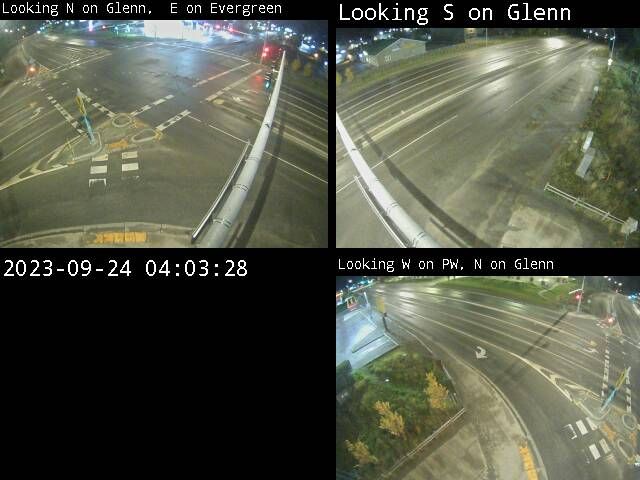 Looking N on Glenn,  E on Evergreen
Looking S on Glenn
2023-09-24 04:03:28
Looking W on PW, N on Glenn